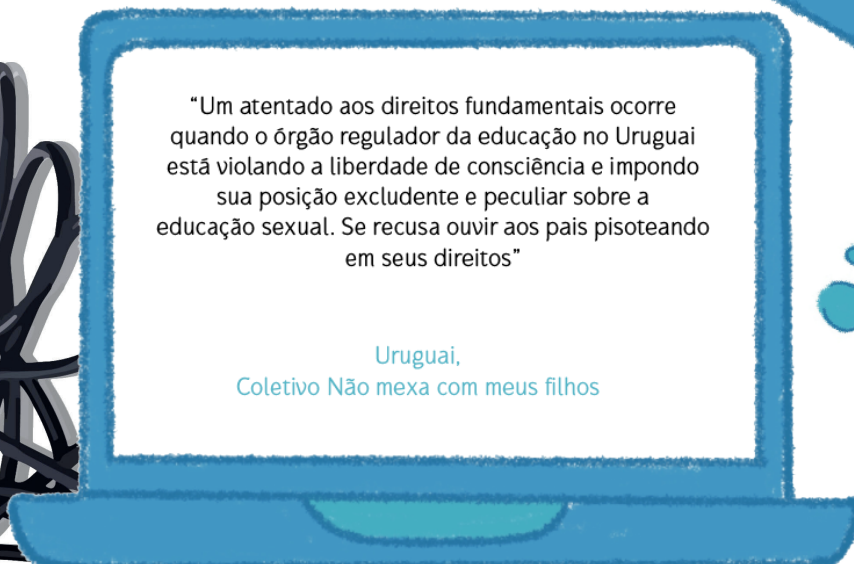 “Um atentado aos direitos fundamentais ocorre
quando o órgão regulador da educação no Uruguai
está violando a liberdade de consciência e impondo
sua posição excludente e peculiar sobre a
educação sexual. Se recusa ouvir aos pais pisoteando
em seus direitos”
Uruguai,
Coletivo Não mexa com meus filhos